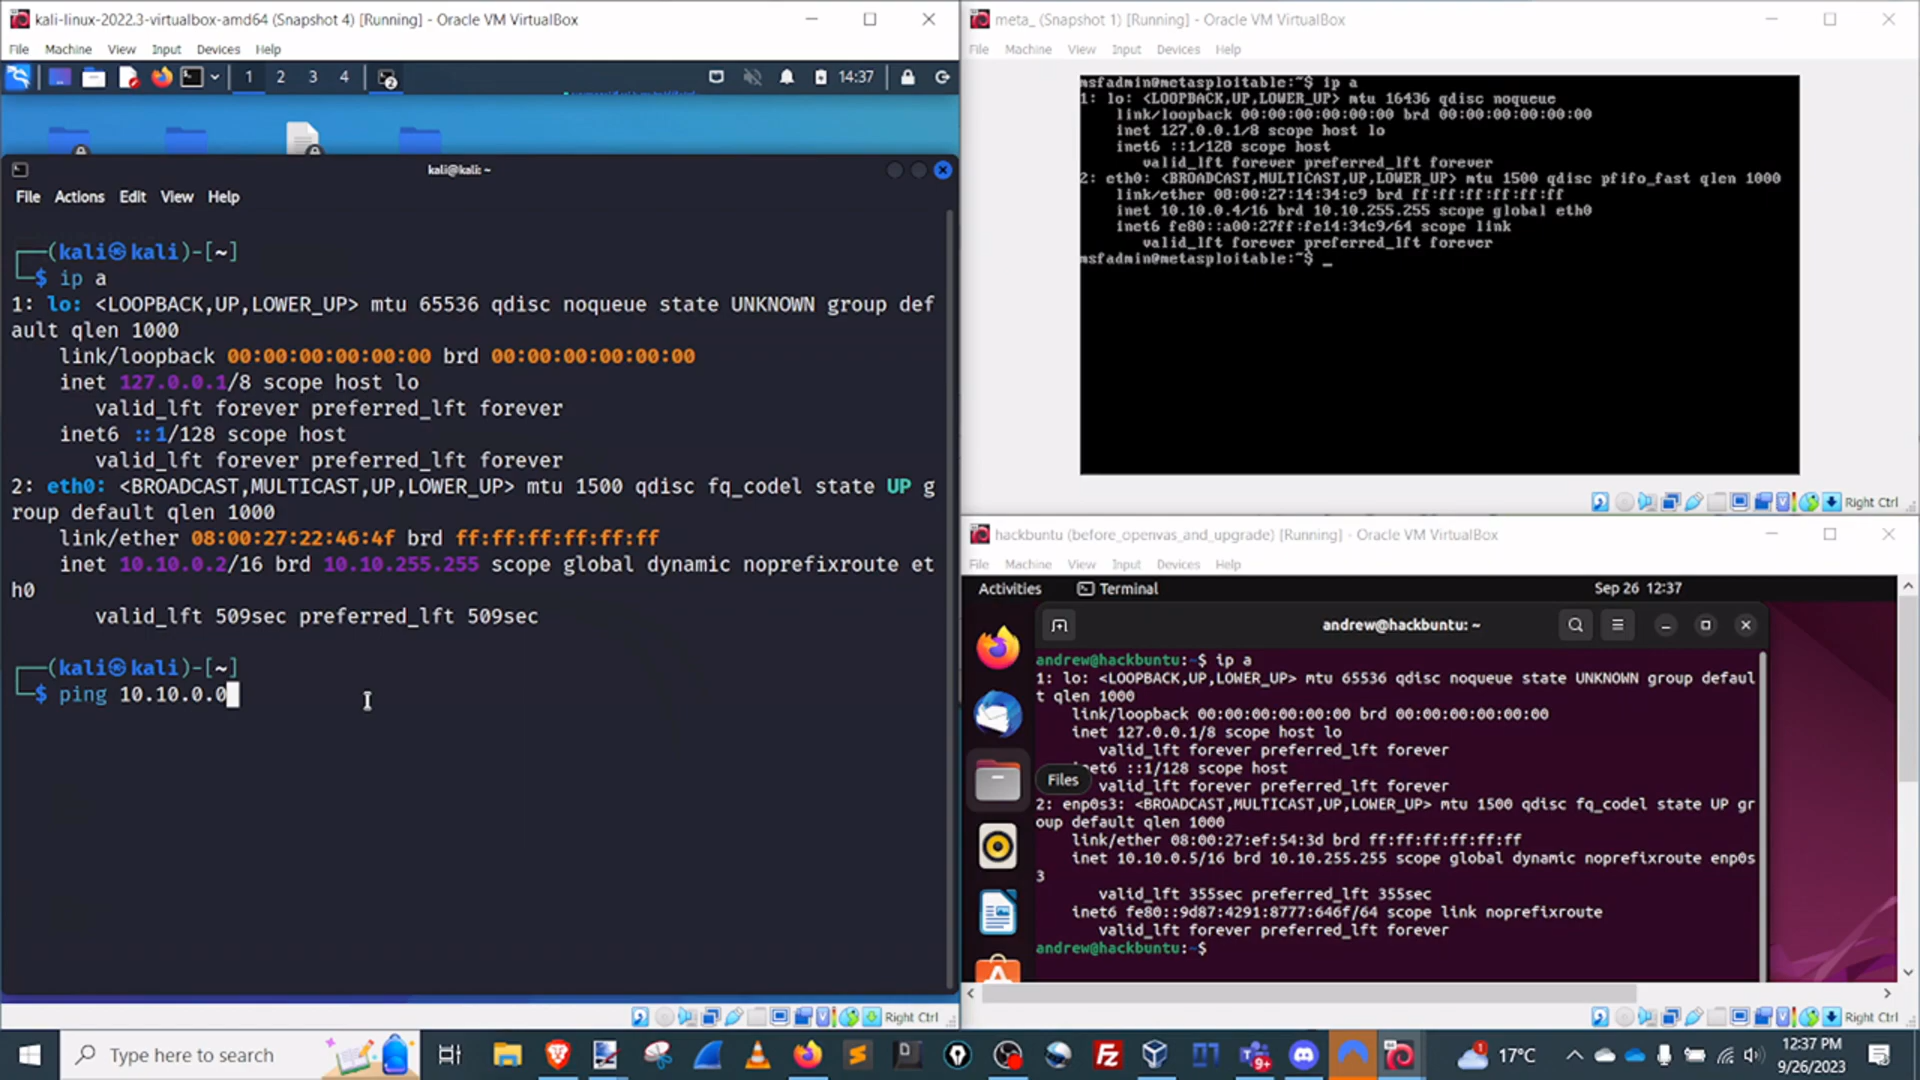 kali-linux-2022.3-virtualbox-amd64 (Snapshot 4) [Running] - Oracle VM VirtualBox
File Machine View Input Devices Help
1 2 3 4
14:37
kali@kali: ~
File Actions Edit View Help
┌──(kali㉿kali)-[~]
└─$ ip a
1: lo: <LOOPBACK,UP,LOWER_UP> mtu 65536 qdisc noqueue state UNKNOWN group def
ault qlen 1000
link/loopback 00:00:00:00:00:00 brd 00:00:00:00:00:00
inet 127.0.0.1/8 scope host lo
valid_lft forever preferred_lft forever
inet6 ::1/128 scope host
valid_lft forever preferred_lft forever
2: eth0: <BROADCAST,MULTICAST,UP,LOWER_UP> mtu 1500 qdisc fq_codel state UP g
roup default qlen 1000
link/ether 08:00:27:22:46:4f brd ff:ff:ff:ff:ff:ff
inet 10.10.0.2/16 brd 10.10.255.255 scope global dynamic noprefixroute et
h0
valid_lft 509sec preferred_lft 509sec
┌──(kali㉿kali)-[~]
└─$ ping 10.10.0.0
Right Ctrl
meta_ (Snapshot 1) [Running] - Oracle VM VirtualBox
File Machine View Input Devices Help
msfadmin@metasploitable:~$ ip a
1: lo: <LOOPBACK,UP,LOWER_UP> mtu 16436 qdisc noqueue
link/loopback 00:00:00:00:00:00 brd 00:00:00:00:00:00
inet 127.0.0.1/8 scope host lo
inet6 ::1/128 scope host
valid_lft forever preferred_lft forever
2: eth0: <BROADCAST,MULTICAST,UP,LOWER_UP> mtu 1500 qdisc pfifo_fast qlen 1000
link/ether 08:00:27:14:34:c9 brd ff:ff:ff:ff:ff:ff
inet 10.10.0.4/16 brd 10.10.255.255 scope global eth0
inet6 fe80::a00:27ff:fe14:34c9/64 scope link
valid_lft forever preferred_lft forever
msfadmin@metasploitable:~$ _
Right Ctrl
hackbuntu (before_openvas_and_upgrade) [Running] - Oracle VM VirtualBox
File Machine View Input Devices Help
Activities Terminal Sep 26 12:37
andrew@hackbuntu: ~
andrew@hackbuntu:~$ ip a
1: lo: <LOOPBACK,UP,LOWER_UP> mtu 65536 qdisc noqueue state UNKNOWN group defaul
t qlen 1000
link/loopback 00:00:00:00:00:00 brd 00:00:00:00:00:00
inet 127.0.0.1/8 scope host lo
valid_lft forever preferred_lft forever
inet6 ::1/128 scope host
Files
valid_lft forever preferred_lft forever
2: enp0s3: <BROADCAST,MULTICAST,UP,LOWER_UP> mtu 1500 qdisc fq_codel state UP gr
oup default qlen 1000
link/ether 08:00:27:ef:54:3d brd ff:ff:ff:ff:ff:ff
inet 10.10.0.5/16 brd 10.10.255.255 scope global dynamic noprefixroute enp0s
3
valid_lft 355sec preferred_lft 355sec
inet6 fe80::9d87:4291:8777:646f/64 scope link noprefixroute
valid_lft forever preferred_lft forever
andrew@hackbuntu:~$
Right Ctrl
Type here to search
17°C
12:37 PM
9/26/2023